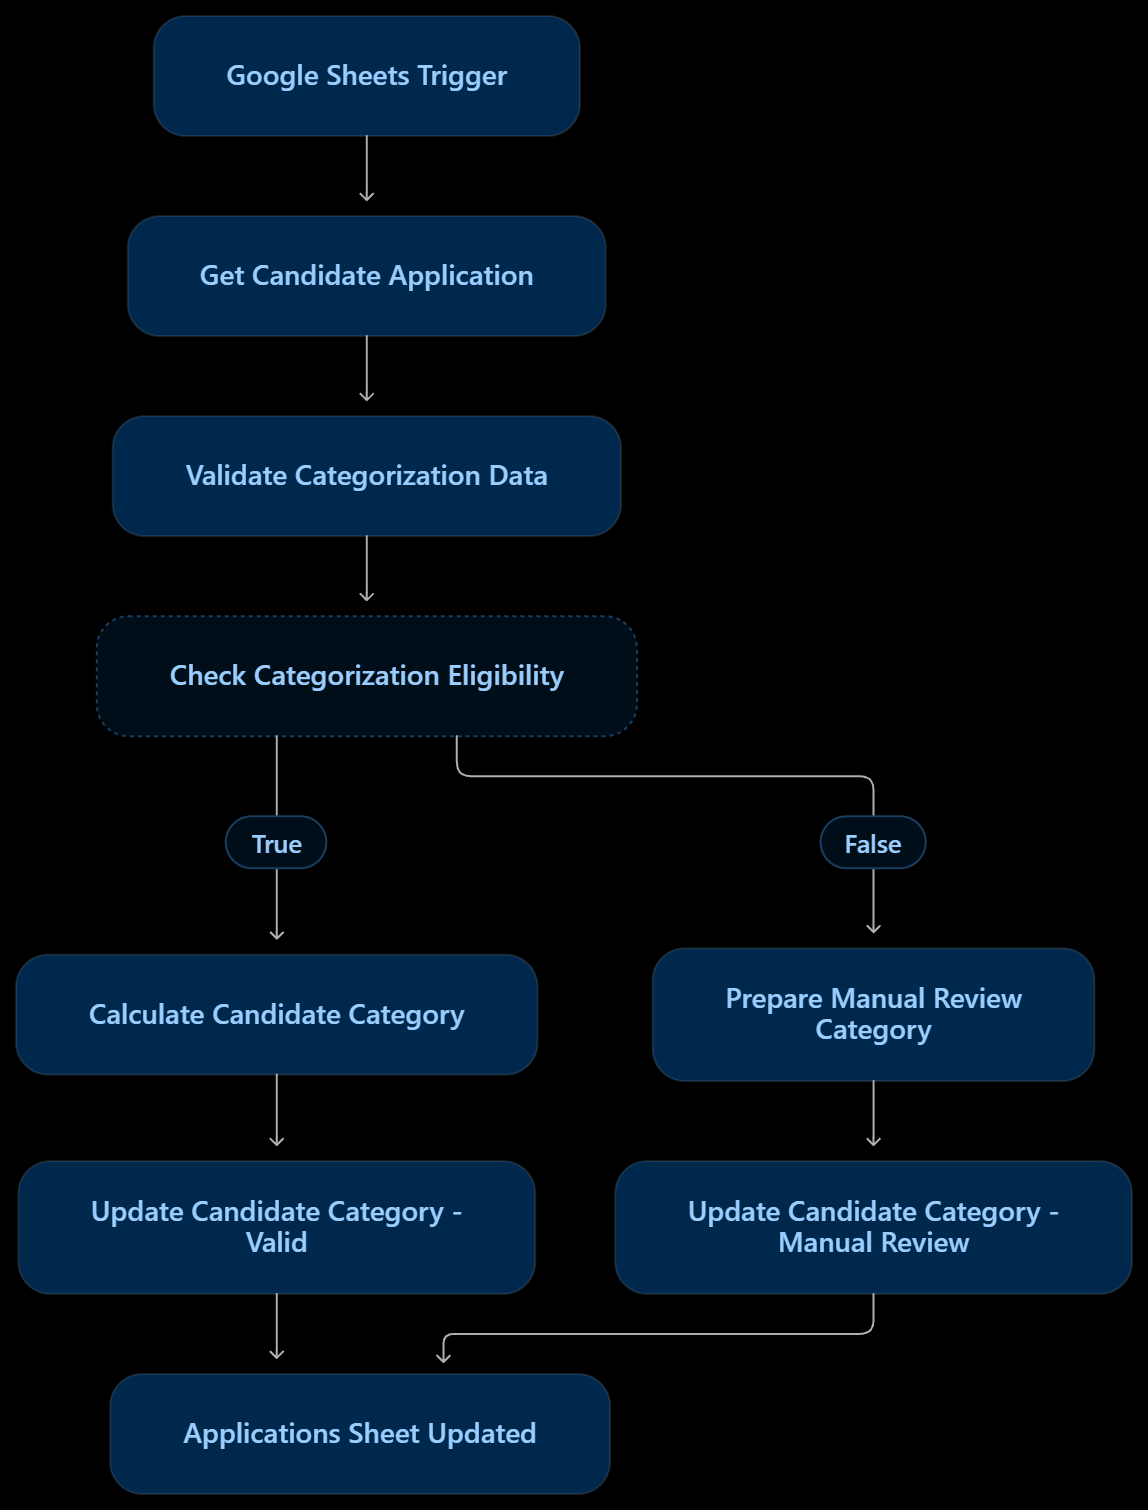 Google Sheets Trigger
Get Candidate Application
Validate Categorization Data
Check Categorization Eligibility
True
False
Calculate Candidate Category
Prepare Manual Review
Category
Update Candidate Category -
Valid
Update Candidate Category -
Manual Review
Applications Sheet Updated